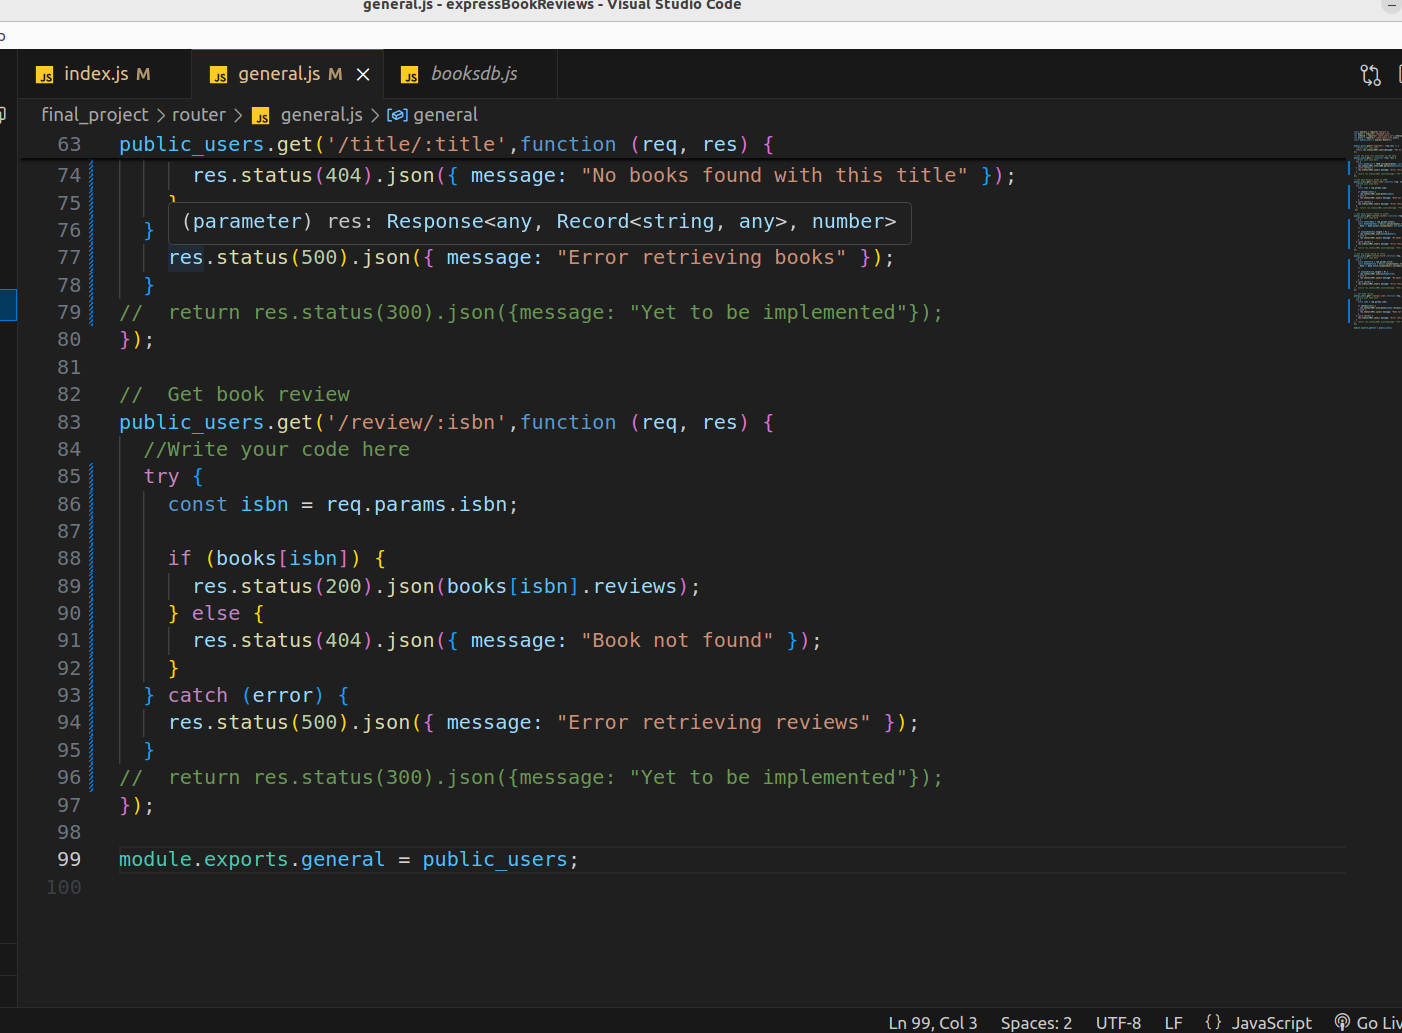 general.js - expressBookReviews - Visual Studio Code
index.js M
general.js M
booksdb.js
final_project > router > general.js > general
63 public_users.get('/title/:title',function (req, res) {
74 res.status(404).json({ message: "No books found with this title" });
75 }
76 }
(parameter) res: Response<any, Record<string, any>, number>
77 res.status(500).json({ message: "Error retrieving books" });
78 }
79 //  return res.status(300).json({message: "Yet to be implemented"});
80 });
81
82 //  Get book review
83 public_users.get('/review/:isbn',function (req, res) {
84 //Write your code here
85 try {
86 const isbn = req.params.isbn;
87
88 if (books[isbn]) {
89 res.status(200).json(books[isbn].reviews);
90 } else {
91 res.status(404).json({ message: "Book not found" });
92 }
93 } catch (error) {
94 res.status(500).json({ message: "Error retrieving reviews" });
95 }
96 //  return res.status(300).json({message: "Yet to be implemented"});
97 });
98
99 module.exports.general = public_users;
100
Ln 99, Col 3 Spaces: 2 UTF-8 LF {} JavaScript Go Liv